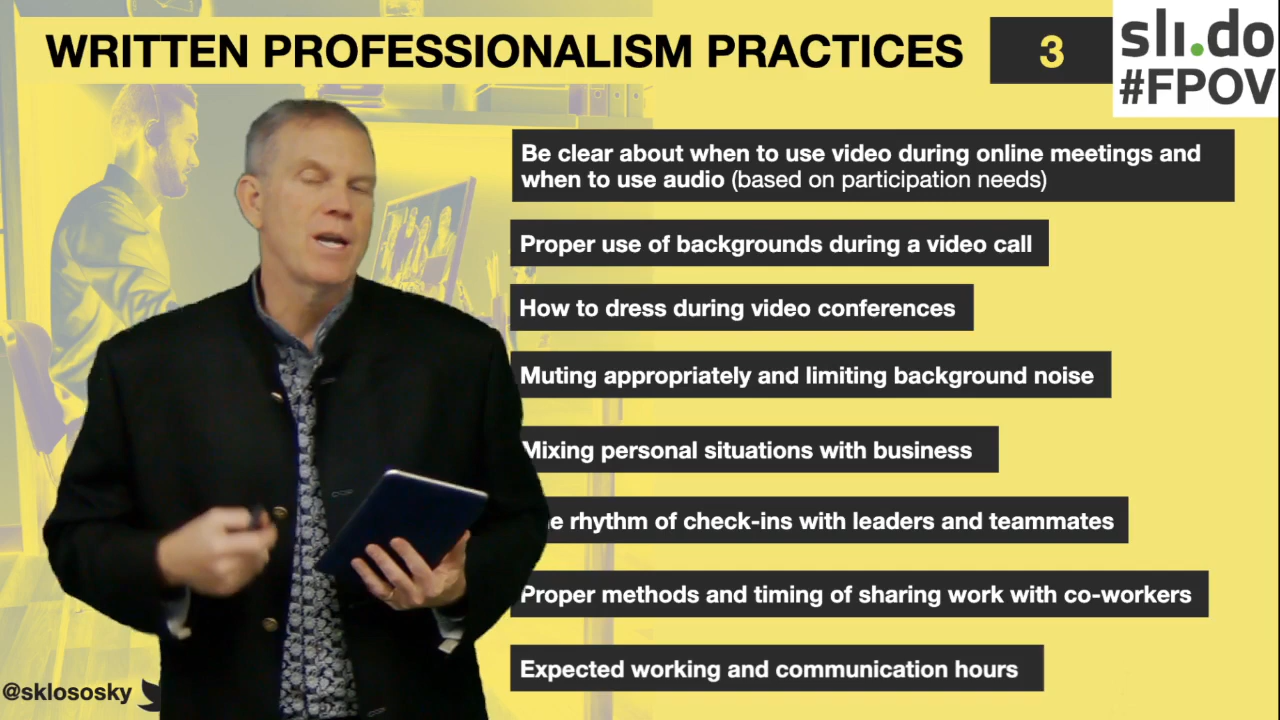 WRITTEN PROFESSIONALISM PRACTICES
3
sli.do
#FPOV
Be clear about when to use video during online meetings and
when to use audio (based on participation needs)
Proper use of backgrounds during a video call
How to dress during video conferences
Muting appropriately and limiting background noise
Mixing personal situations with business
rhythm of check-ins with leaders and teammates
Proper methods and timing of sharing work with co-workers
Expected working and communication hours
@sklososky